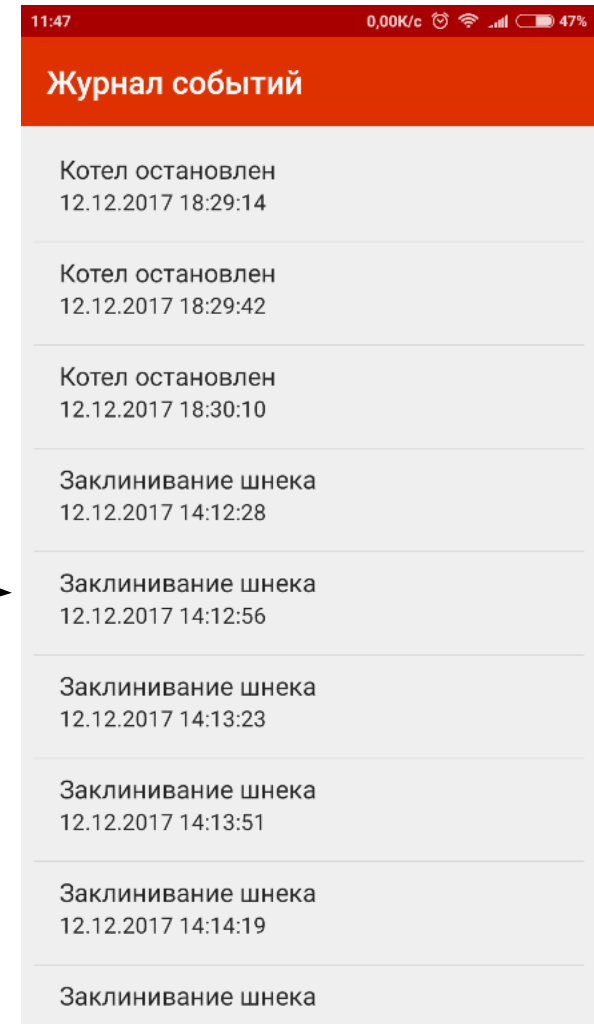 11:47 0,00K/c 47%
Журнал событий
Котел остановлен
12.12.2017 18:29:14
Котел остановлен
12.12.2017 18:29:42
Котел остановлен
12.12.2017 18:30:10
Заклинивание шнека
12.12.2017 14:12:28
Заклинивание шнека
12.12.2017 14:12:56
Заклинивание шнека
12.12.2017 14:13:23
Заклинивание шнека
12.12.2017 14:13:51
Заклинивание шнека
12.12.2017 14:14:19
Заклинивание шнека